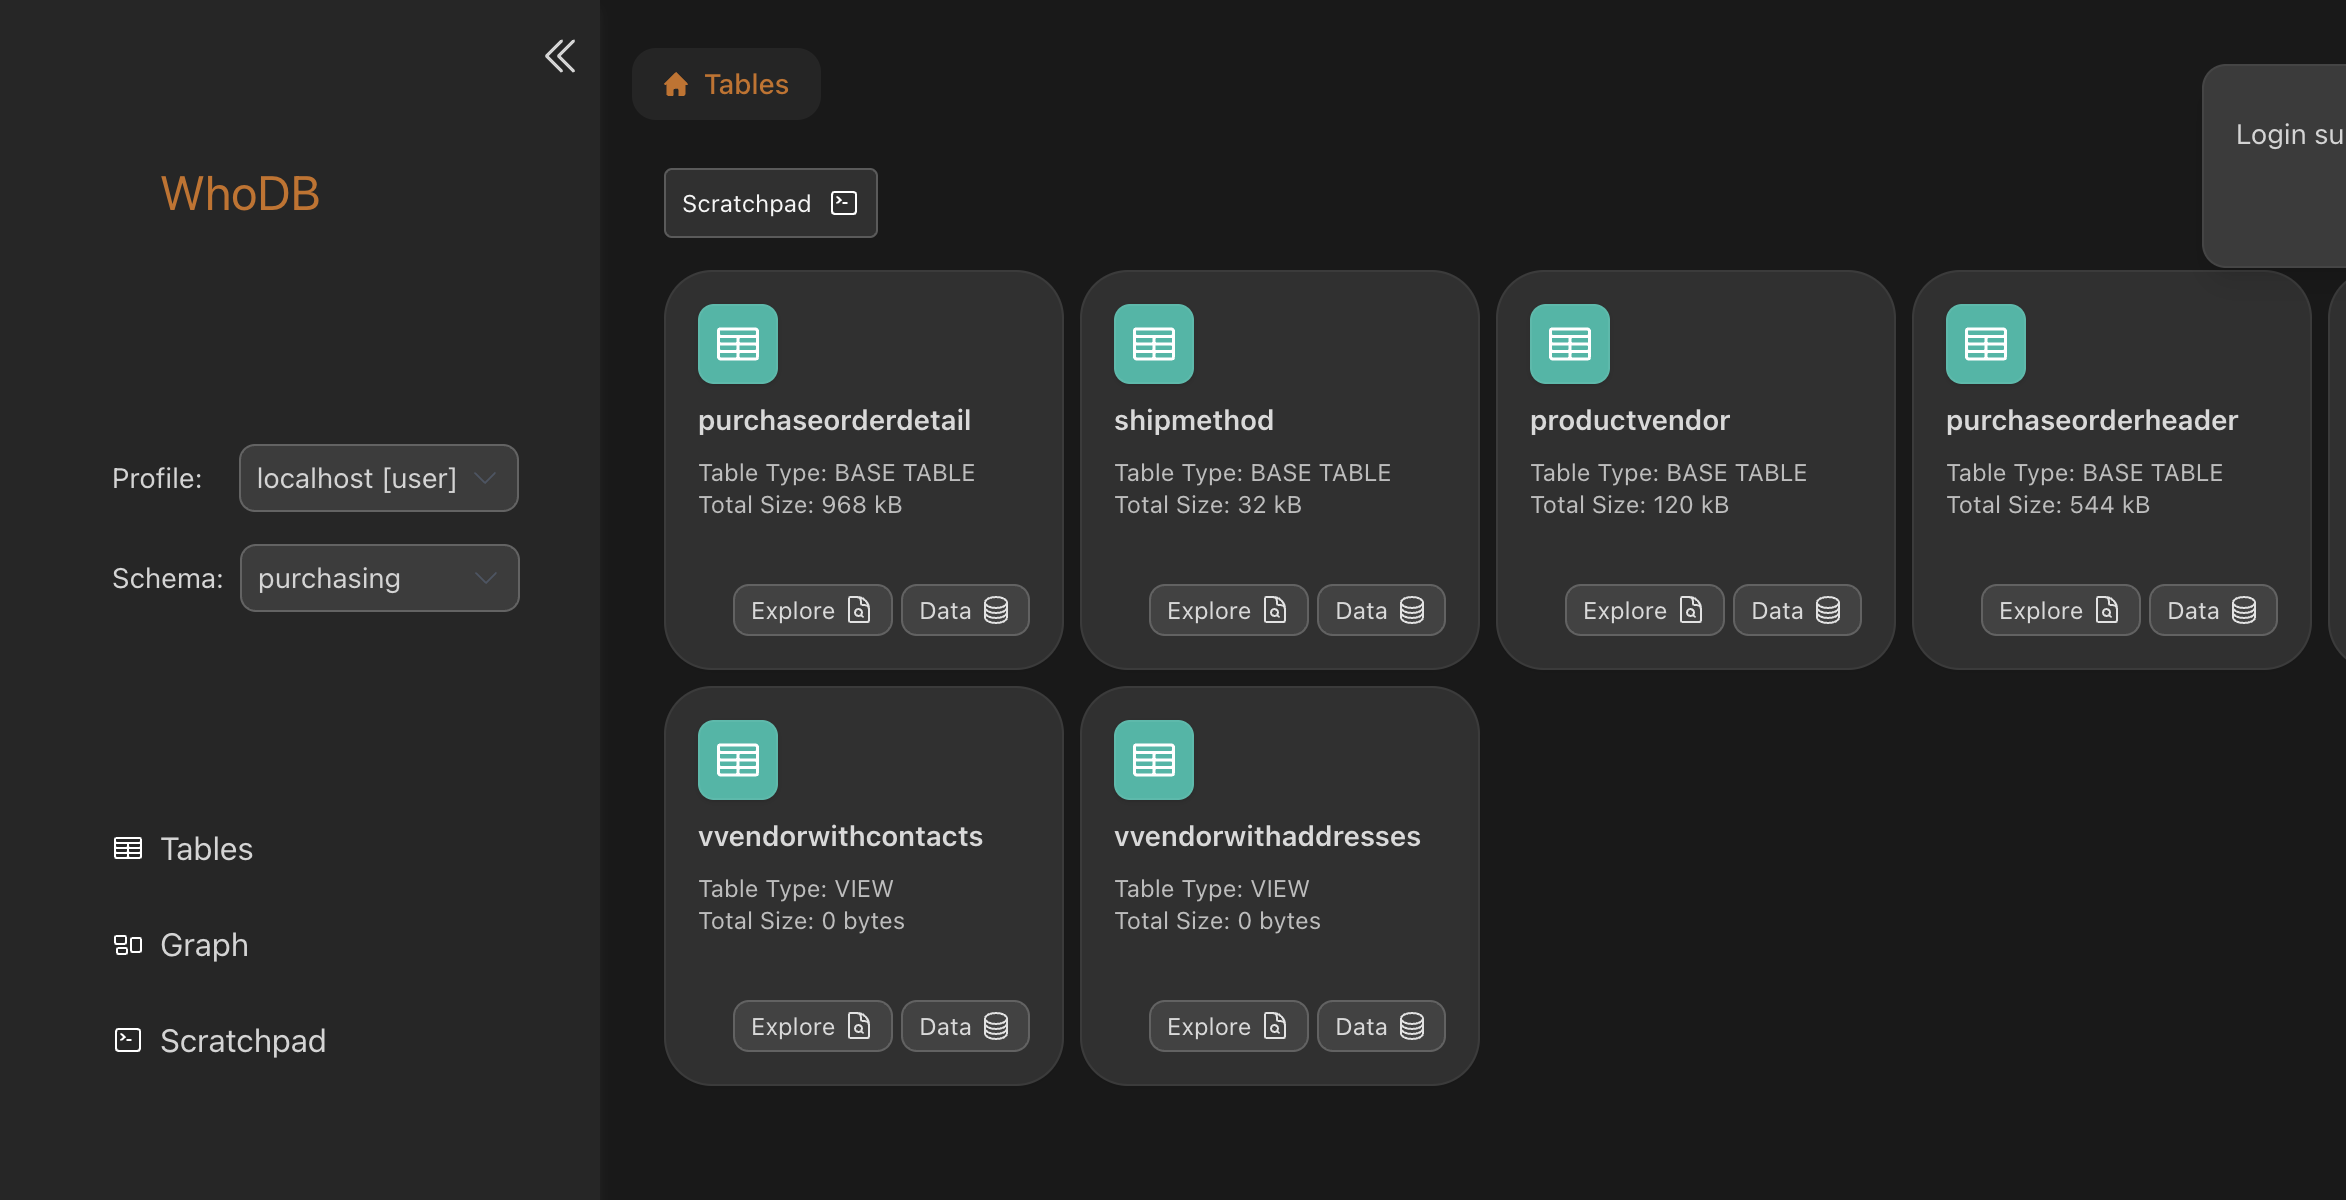 WhoDB
Profile: localhost [user]
Schema: purchasing
Tables
Graph
Scratchpad
Tables
Scratchpad
Login su
purchaseorderdetail
Table Type: BASE TABLE
Total Size: 968 kB
Explore Data
shipmethod
Table Type: BASE TABLE
Total Size: 32 kB
Explore Data
productvendor
Table Type: BASE TABLE
Total Size: 120 kB
Explore Data
purchaseorderheader
Table Type: BASE TABLE
Total Size: 544 kB
Explore Data
vvendorwithcontacts
Table Type: VIEW
Total Size: 0 bytes
Explore Data
vvendorwithaddresses
Table Type: VIEW
Total Size: 0 bytes
Explore Data